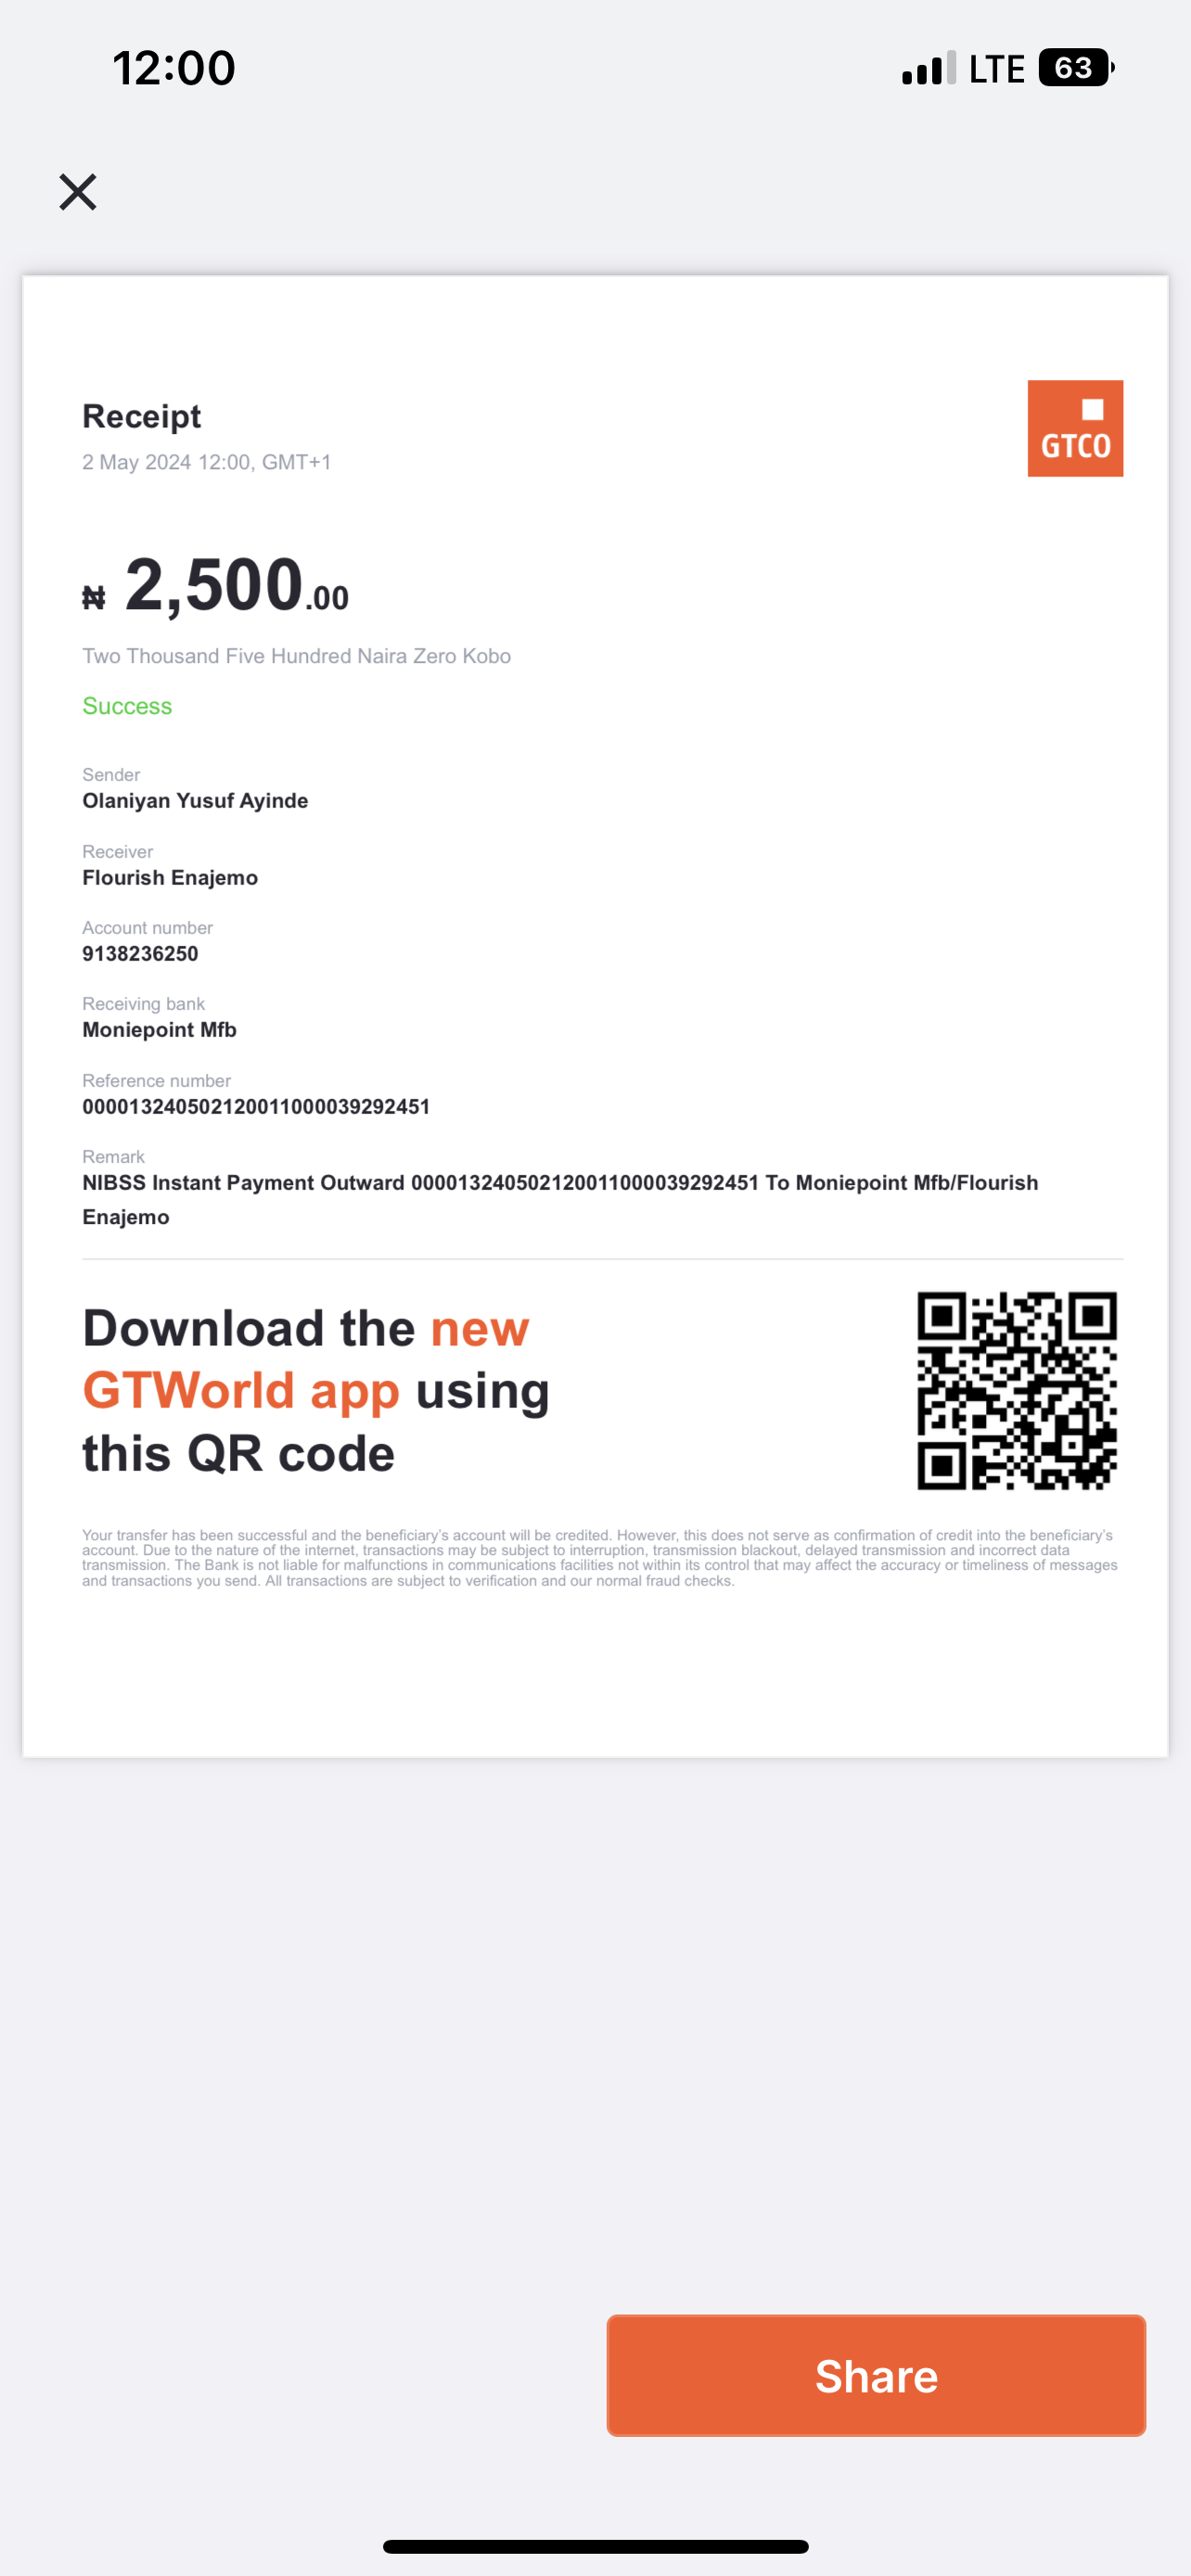 12:00
LTE 63
Receipt
GTCO
2 May 2024 12:00, GMT+1
₦ 2,500.00
Two Thousand Five Hundred Naira Zero Kobo
Success
Sender
Olaniyan Yusuf Ayinde
Receiver
Flourish Enajemo
Account number
9138236250
Receiving bank
Moniepoint Mfb
Reference number
000013240502120011000039292451
Remark
NIBSS Instant Payment Outward 000013240502120011000039292451 To Moniepoint Mfb/Flourish
Enajemo
Download the new
GTWorld app using
this QR code
Your transfer has been successful and the beneficiary's account will be credited. However, this does not serve as confirmation of credit into the beneficiary's
account. Due to the nature of the internet, transactions may be subject to interruption, transmission blackout, delayed transmission and incorrect data
transmission. The Bank is not liable for malfunctions in communications facilities not within its control that may affect the accuracy or timeliness of messages
and transactions you send. All transactions are subject to verification and our normal fraud checks.
Share